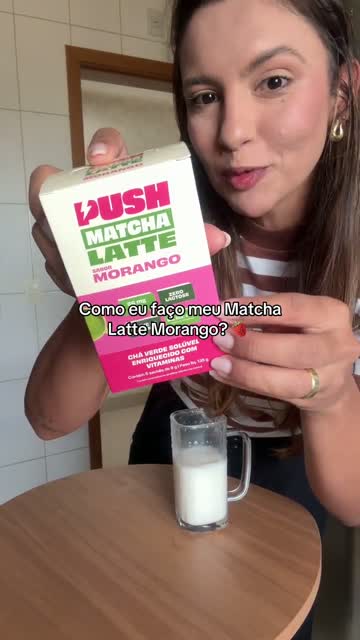 PUSH
MATCHA
LATTE
SABOR
MORANGO
ZERO
LACTOSE
Como eu faço meu Matcha
Latte Morango?🍓
CHÁ VERDE SOLÚVEL
ENRIQUECIDO COM
VITAMINAS